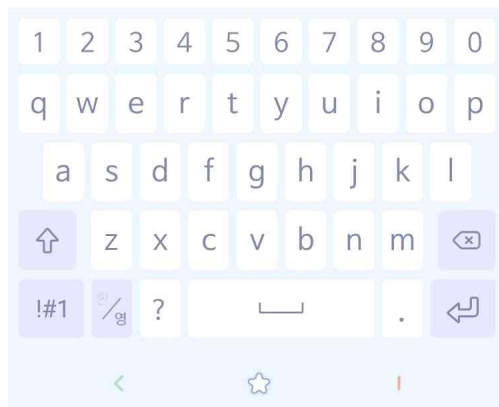 1 2 3 4 5 6 7 8 9 0
q w e r t y u i o p
a s d f g h j k l
z x c v b n m
!#1 한/영 ? .